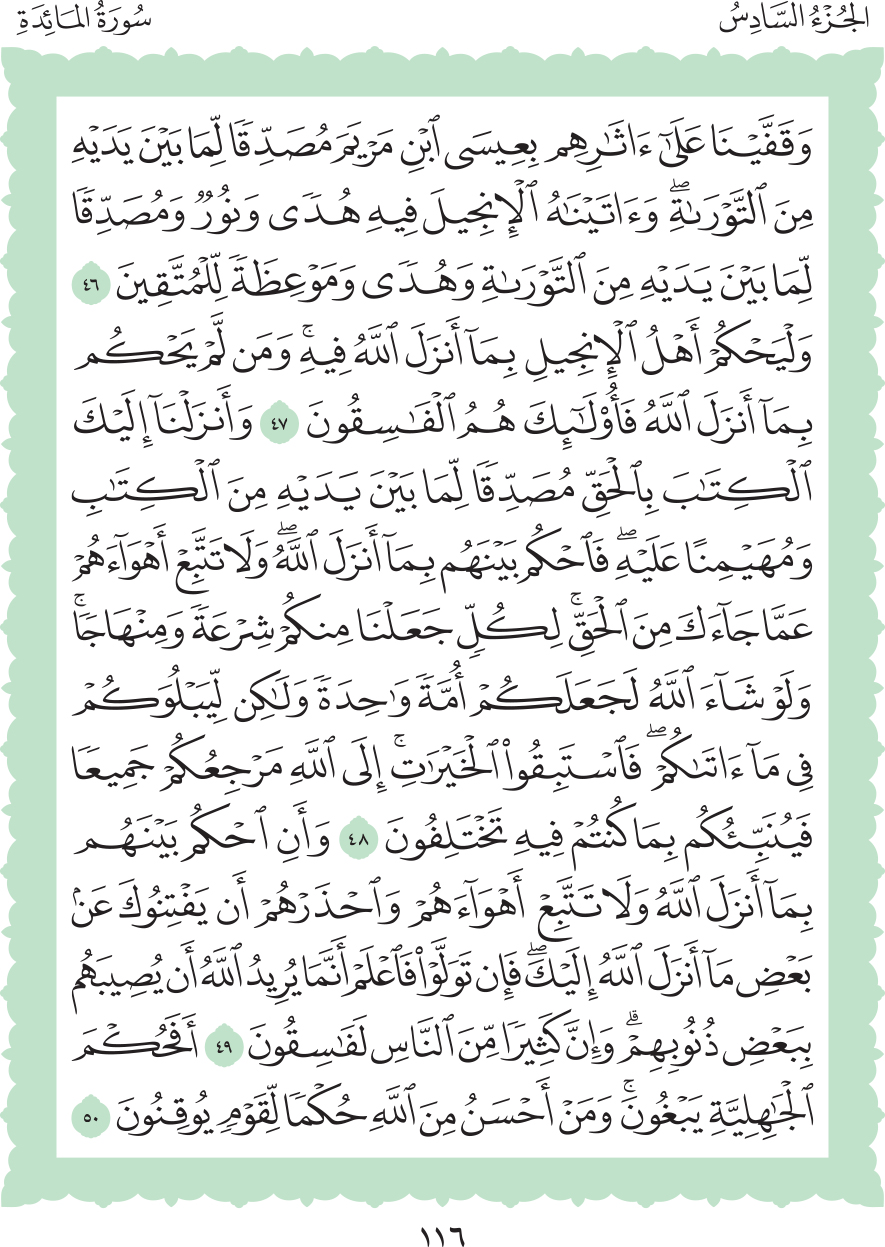 الجُزْءُ السَّادِسُ
سُورَةُ المَائِدَةِ
وَقَفَّيْنَا عَلَىٰٓ ءَاثَٰرِهِم بِعِيسَى ٱبْنِ مَرْيَمَ مُصَدِّقًا لِّمَا بَيْنَ يَدَيْهِ
مِنَ ٱلتَّوْرَىٰةِۖ وَءَاتَيْنَٰهُ ٱلْإِنجِيلَ فِيهِ هُدًى وَنُورٌ وَمُصَدِّقًا
لِّمَا بَيْنَ يَدَيْهِ مِنَ ٱلتَّوْرَىٰةِ وَهُدًى وَمَوْعِظَةً لِّلْمُتَّقِينَ ٤٦
وَلْيَحْكُمْ أَهْلُ ٱلْإِنجِيلِ بِمَآ أَنزَلَ ٱللَّهُ فِيهِۚ وَمَن لَّمْ يَحْكُم
بِمَآ أَنزَلَ ٱللَّهُ فَأُو۟لَٰٓئِكَ هُمُ ٱلْفَٰسِقُونَ ٤٧ وَأَنزَلْنَآ إِلَيْكَ
ٱلْكِتَٰبَ بِٱلْحَقِّ مُصَدِّقًا لِّمَا بَيْنَ يَدَيْهِ مِنَ ٱلْكِتَٰبِ
وَمُهَيْمِنًا عَلَيْهِۖ فَٱحْكُم بَيْنَهُم بِمَآ أَنزَلَ ٱللَّهُۖ وَلَا تَتَّبِعْ أَهْوَآءَهُمْ
عَمَّا جَآءَكَ مِنَ ٱلْحَقِّۚ لِكُلٍّ جَعَلْنَا مِنكُمْ شِرْعَةً وَمِنْهَاجًاۚ
وَلَوْ شَآءَ ٱللَّهُ لَجَعَلَكُمْ أُمَّةً وَٰحِدَةً وَلَٰكِن لِّيَبْلُوَكُمْ
فِى مَآ ءَاتَىٰكُمْۖ فَٱسْتَبِقُوا۟ ٱلْخَيْرَٰتِۚ إِلَى ٱللَّهِ مَرْجِعُكُمْ جَمِيعًا
فَيُنَبِّئُكُم بِمَا كُنتُمْ فِيهِ تَخْتَلِفُونَ ٤٨ وَأَنِ ٱحْكُم بَيْنَهُم
بِمَآ أَنزَلَ ٱللَّهُ وَلَا تَتَّبِعْ أَهْوَآءَهُمْ وَٱحْذَرْهُمْ أَن يَفْتِنُوكَ عَنۢ
بَعْضِ مَآ أَنزَلَ ٱللَّهُ إِلَيْكَۖ فَإِن تَوَلَّوْا۟ فَٱعْلَمْ أَنَّمَا يُرِيدُ ٱللَّهُ أَن يُصِيبَهُم
بِبَعْضِ ذُنُوبِهِمْۗ وَإِنَّ كَثِيرًا مِّنَ ٱلنَّاسِ لَفَٰسِقُونَ ٤٩ أَفَحُكْمَ
ٱلْجَٰهِلِيَّةِ يَبْغُونَۚ وَمَنْ أَحْسَنُ مِنَ ٱللَّهِ حُكْمًا لِّقَوْمٍ يُوقِنُونَ ٥٠
١١٦